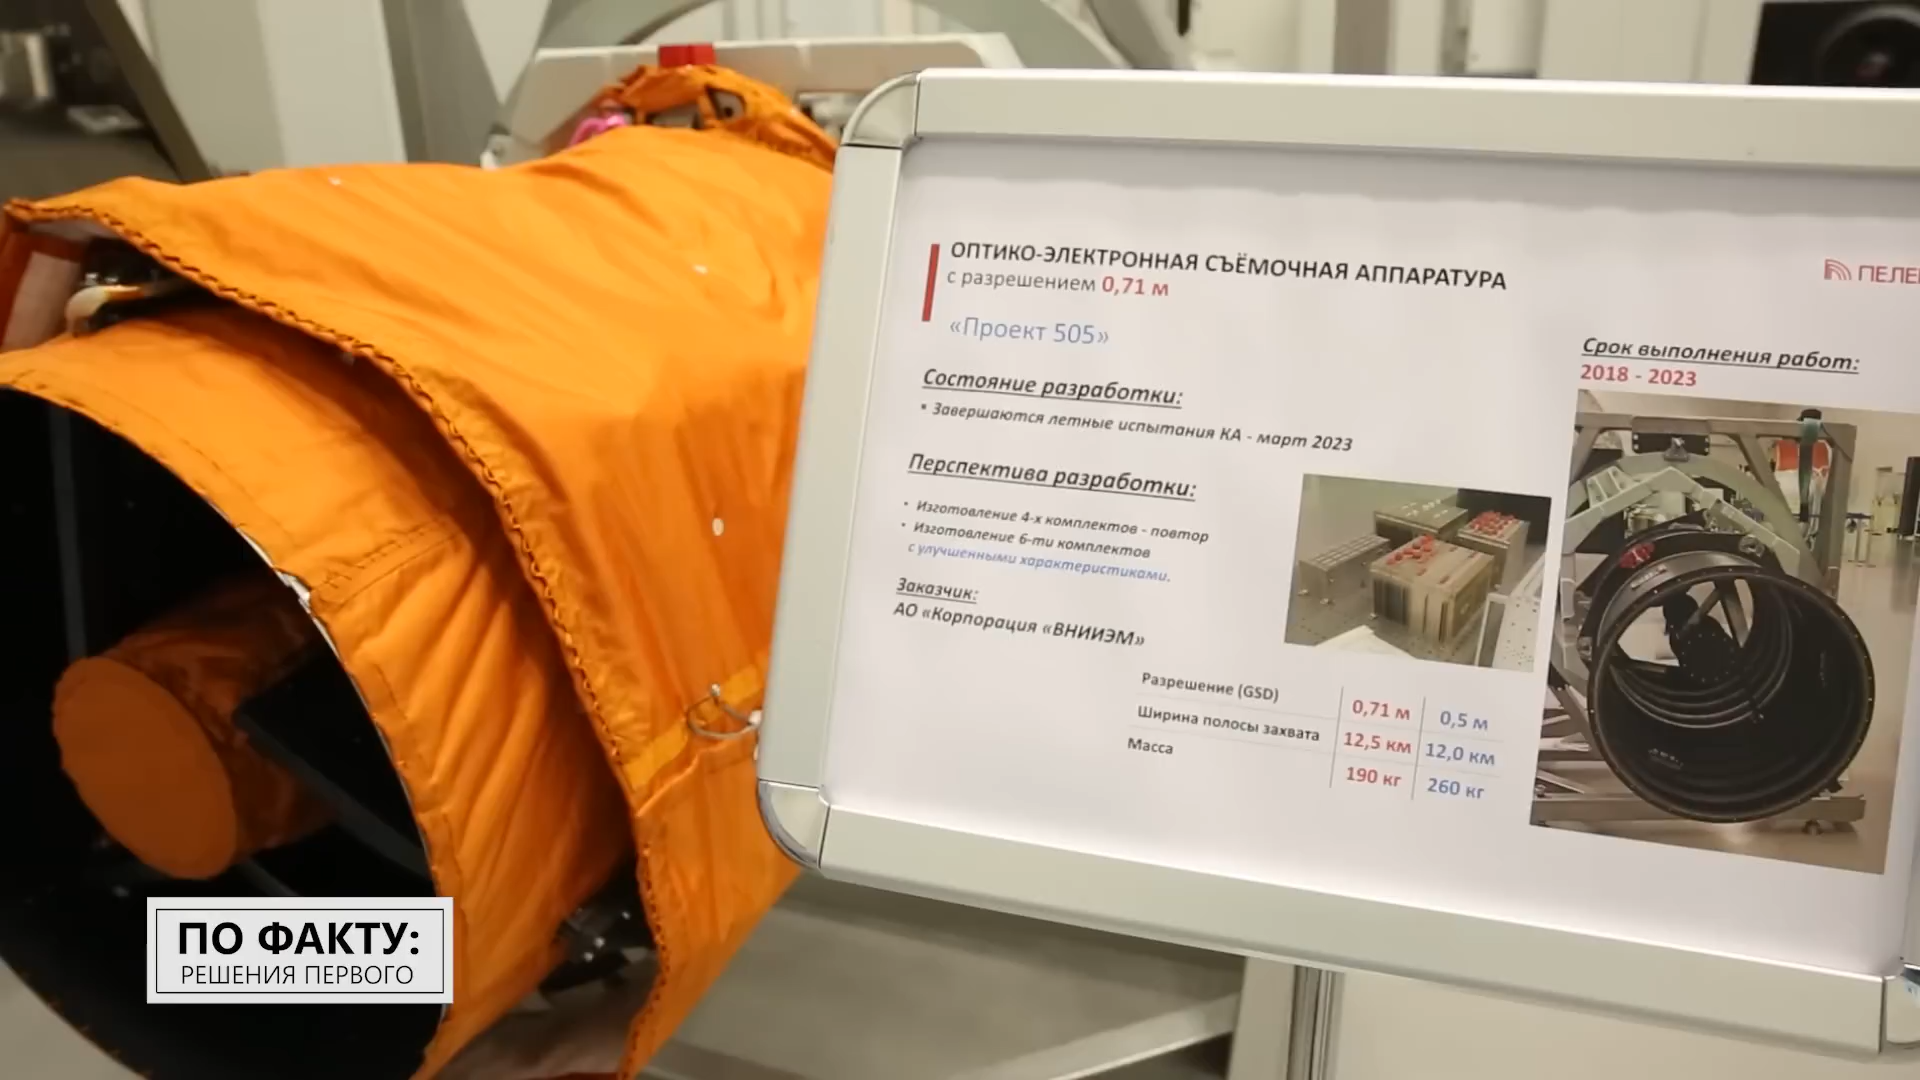 ОПТИКО-ЭЛЕКТРОННАЯ СЪЁМОЧНАЯ АППАРАТУРА
с разрешением 0,71 м
«Проект 505»
Состояние разработки:
• Завершаются летные испытания КА - март 2023
Перспектива разработки:
• Изготовление 4-х комплектов - повтор
• Изготовление 6-ти комплектов
с улучшенными характеристиками.
Заказчик:
АО «Корпорация «ВНИИЭМ»
Разрешение (GSD) 0,71 м 0,5 м
Ширина полосы захвата 12,5 км 12,0 км
Масса 190 кг 260 кг
ПЕЛЕ
Срок выполнения работ:
2018 - 2023
ПО ФАКТУ:
РЕШЕНИЯ ПЕРВОГО